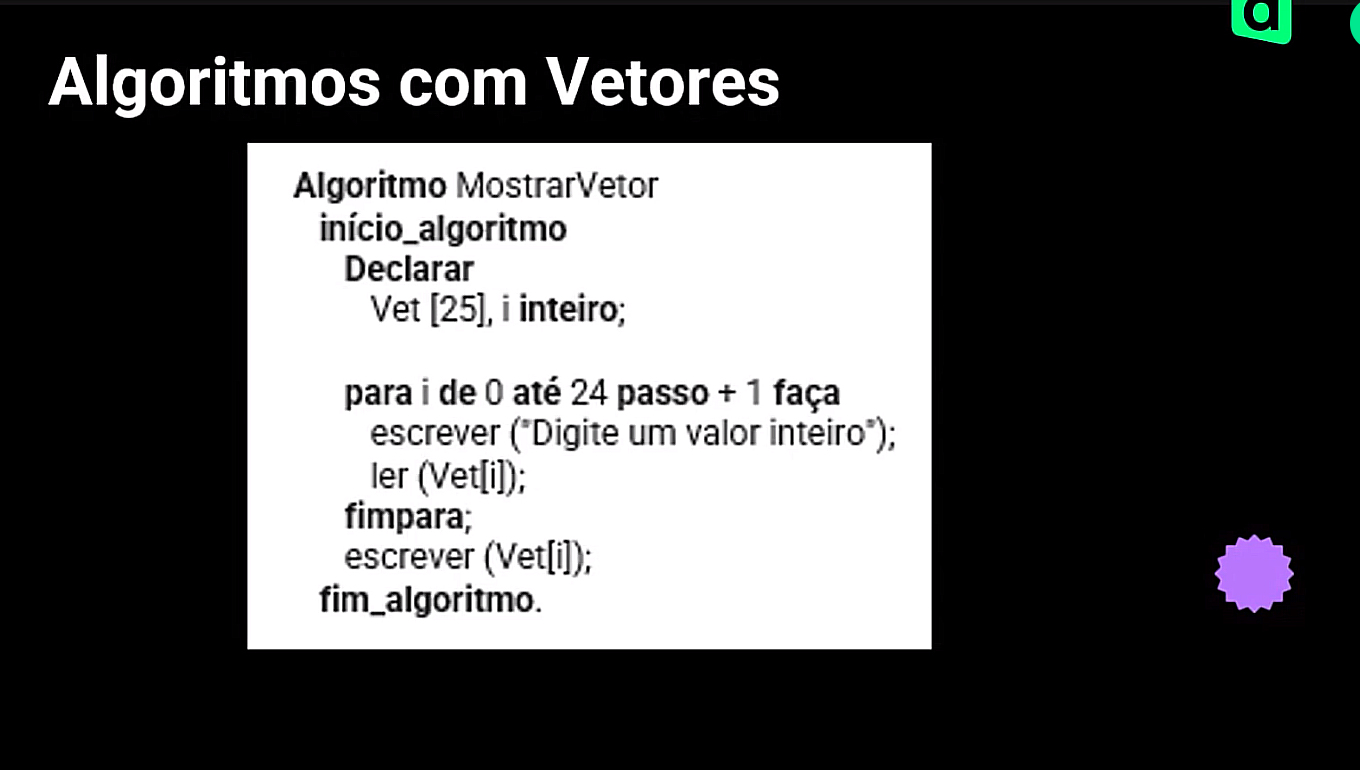 Algoritmos com Vetores
Algoritmo MostrarVetor
início_algoritmo
Declarar
Vet [25], i inteiro;
para i de 0 até 24 passo + 1 faça
escrever ("Digite um valor inteiro");
ler (Vet[i]);
fimpara;
escrever (Vet[i]);
fim_algoritmo.